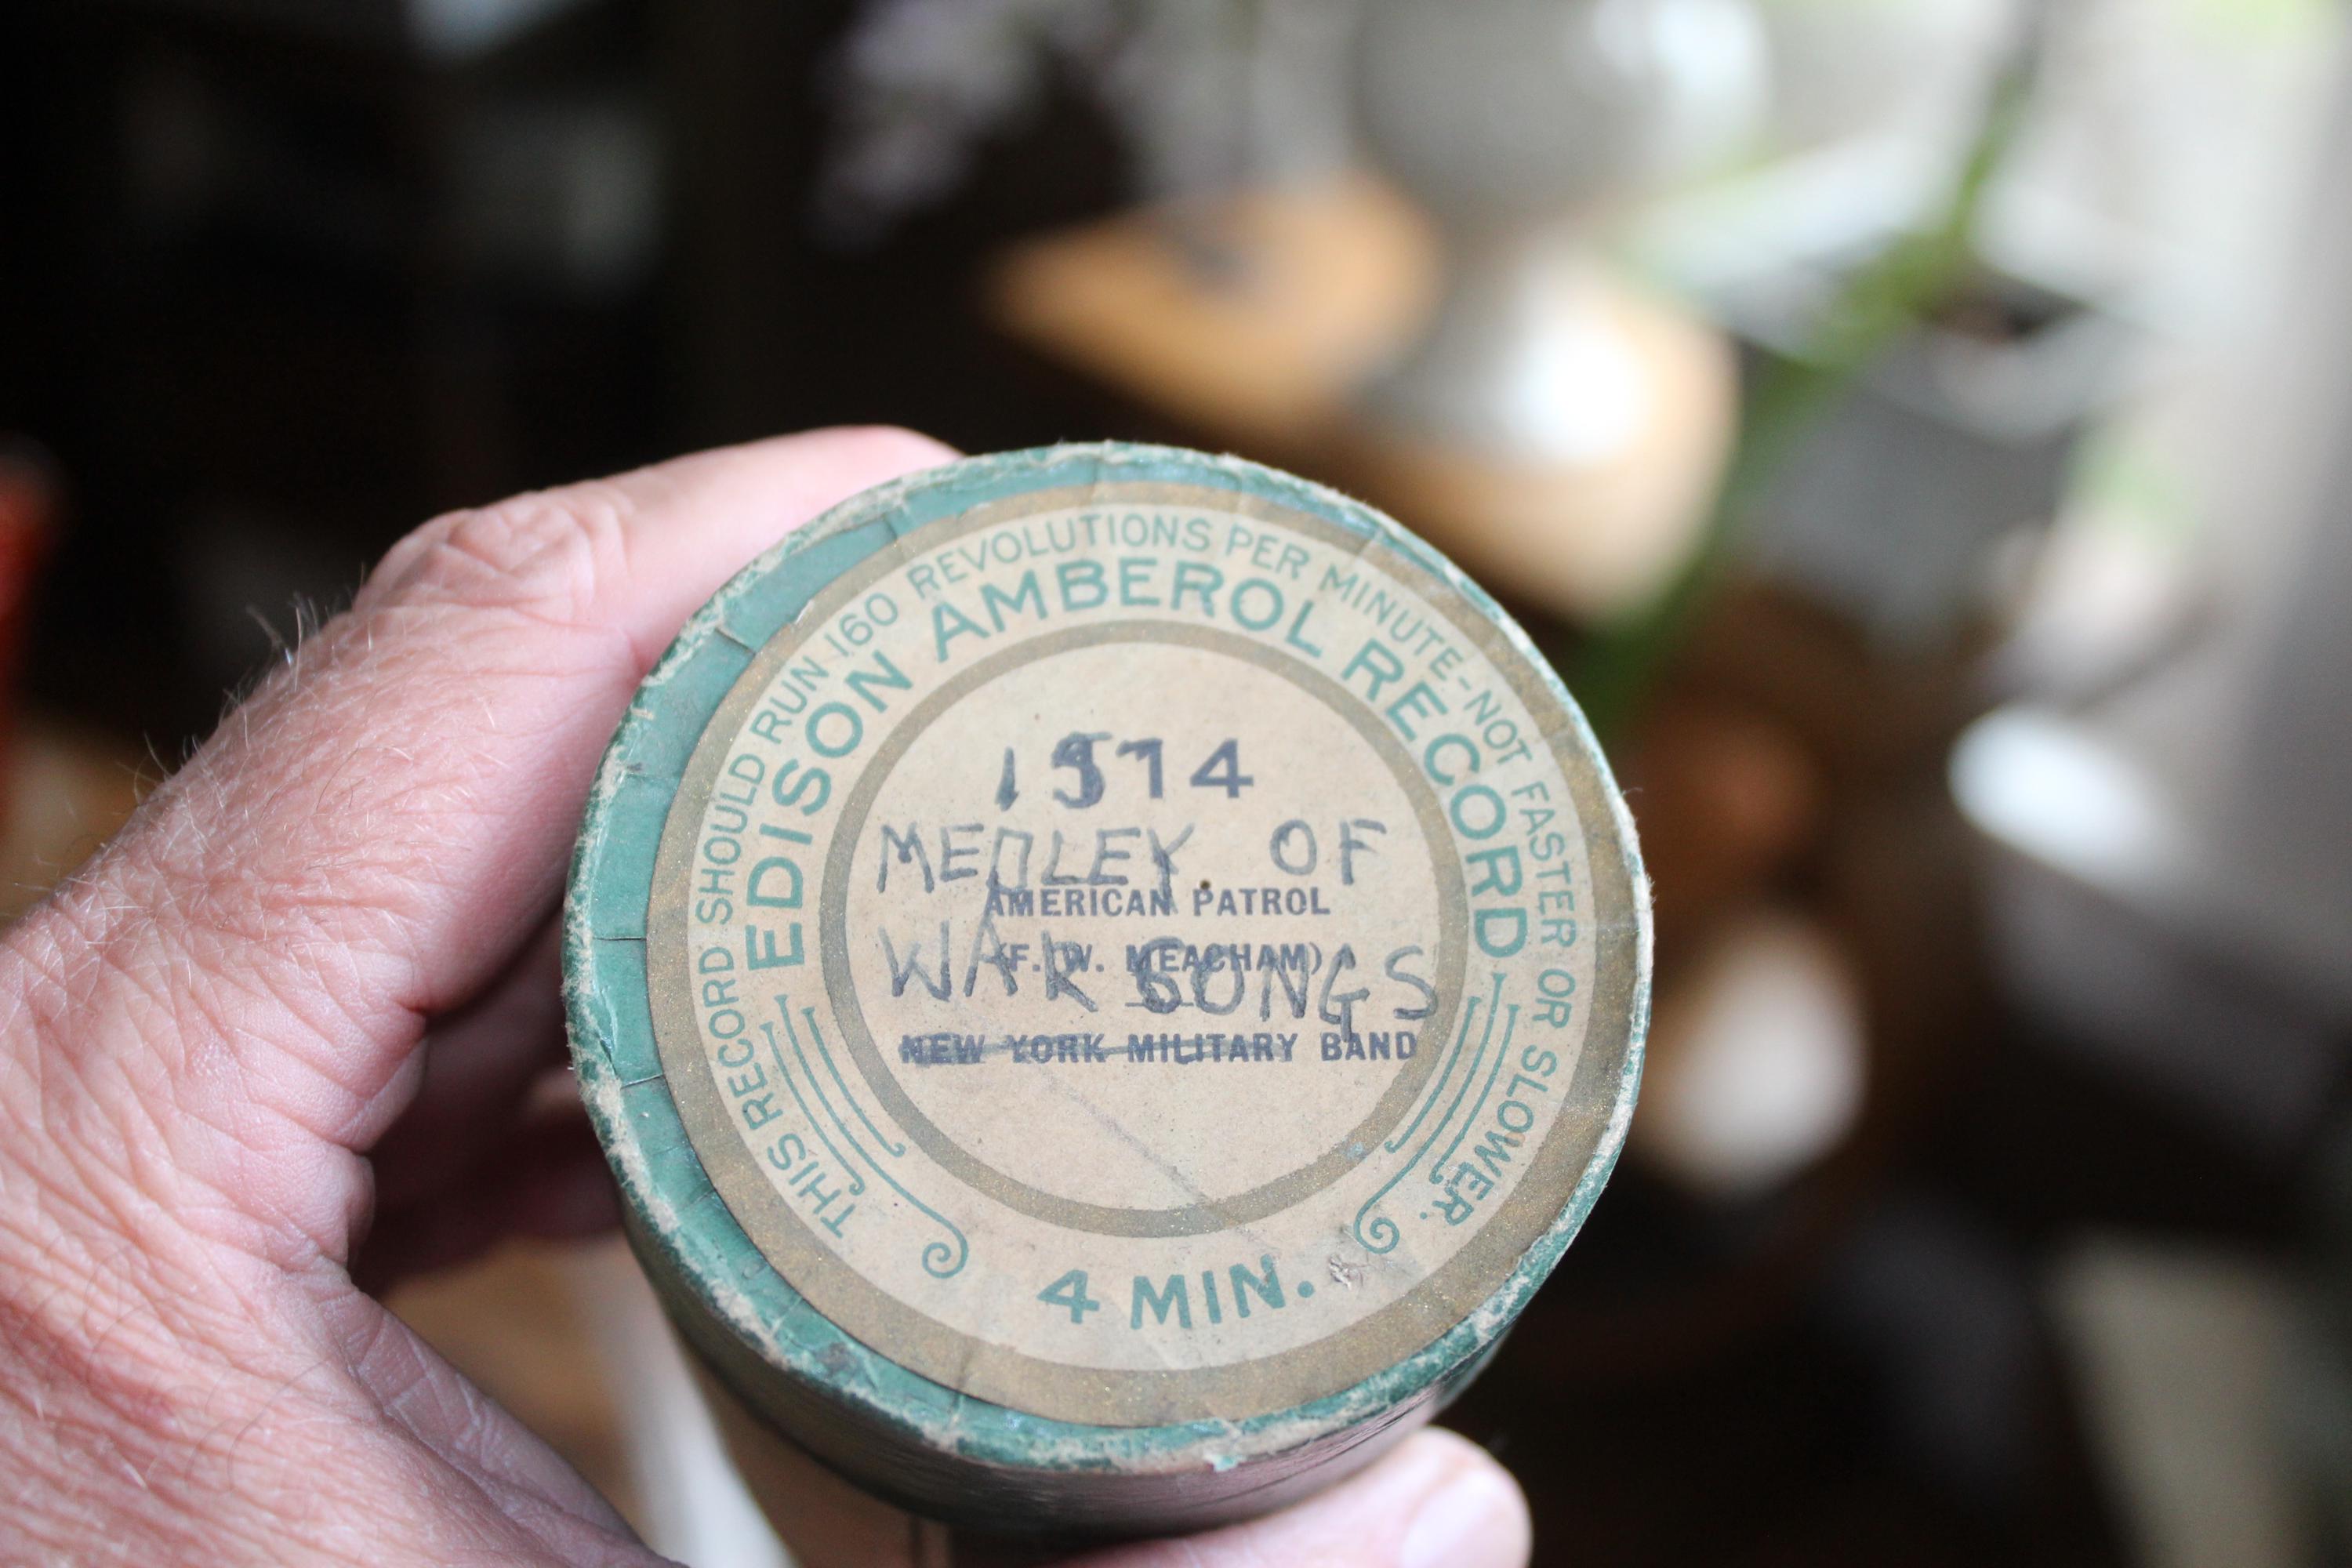 THIS RECORD SHOULD RUN 160 REVOLUTIONS PER MINUTE-NOT FASTER OR SLOWER.
EDISON AMBEROL RECORD
MEDLEY OF
AMERICAN PATROL
(F. W. MEACHAM)
WAR SONGS
NEW YORK MILITARY BAND
4 MIN.